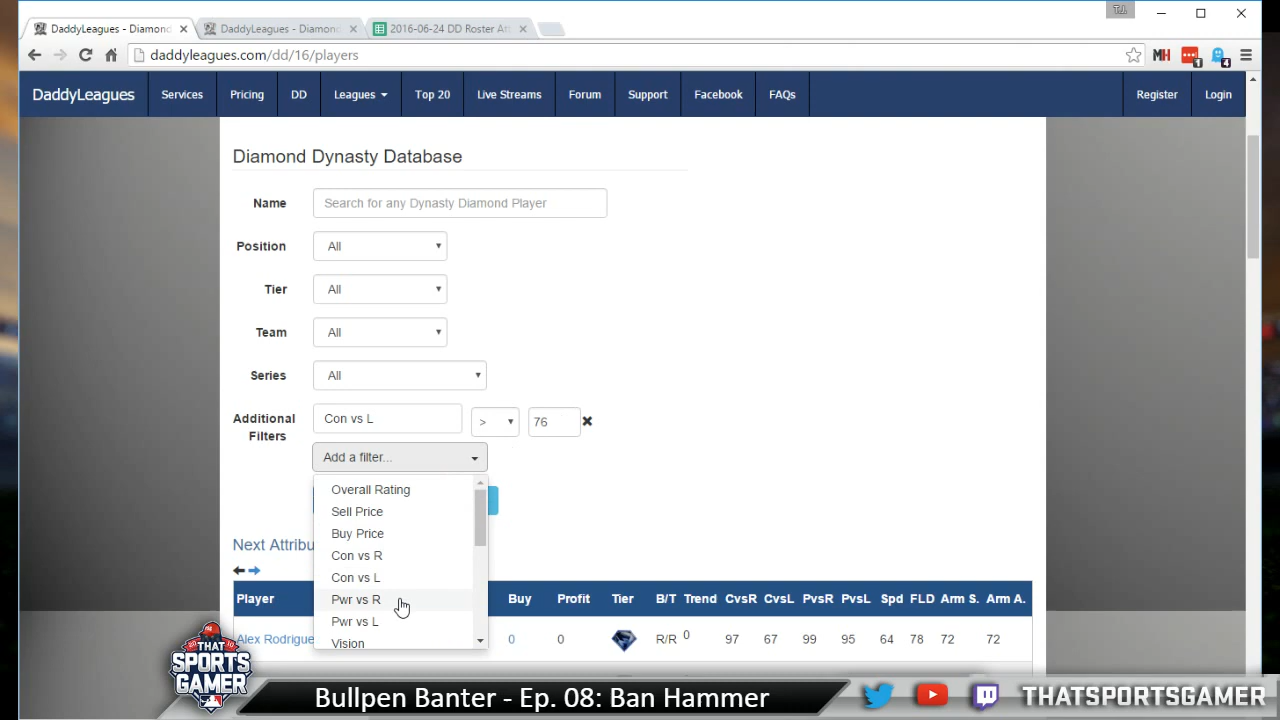 T.J.
DaddyLeagues - Diamond
DaddyLeagues - Diamond
2016-06-24 DD Roster Att
daddyleagues.com/dd/16/players
MH
1
4
DaddyLeagues Services Pricing DD Leagues Top 20 Live Streams Forum Support Facebook FAQs Register Login
Diamond Dynasty Database
Name Search for any Dynasty Diamond Player
Position All
Tier All
Team All
Series All
Additional Filters Con vs L > 76
Add a filter...
Overall Rating
Sell Price
Buy Price
Con vs R
Con vs L
Pwr vs R
Pwr vs L
Vision
Next Attribu
Player Buy Profit Tier B/T Trend CvsR CvsL PvsR PvsL Spd FLD Arm S. Arm A.
Alex Rodrigue 0 0 R/R 0 97 67 99 95 64 78 72 72
THAT
SPORTS
GAMER
Bullpen Banter - Ep. 08: Ban Hammer
THATSPORTSGAMER